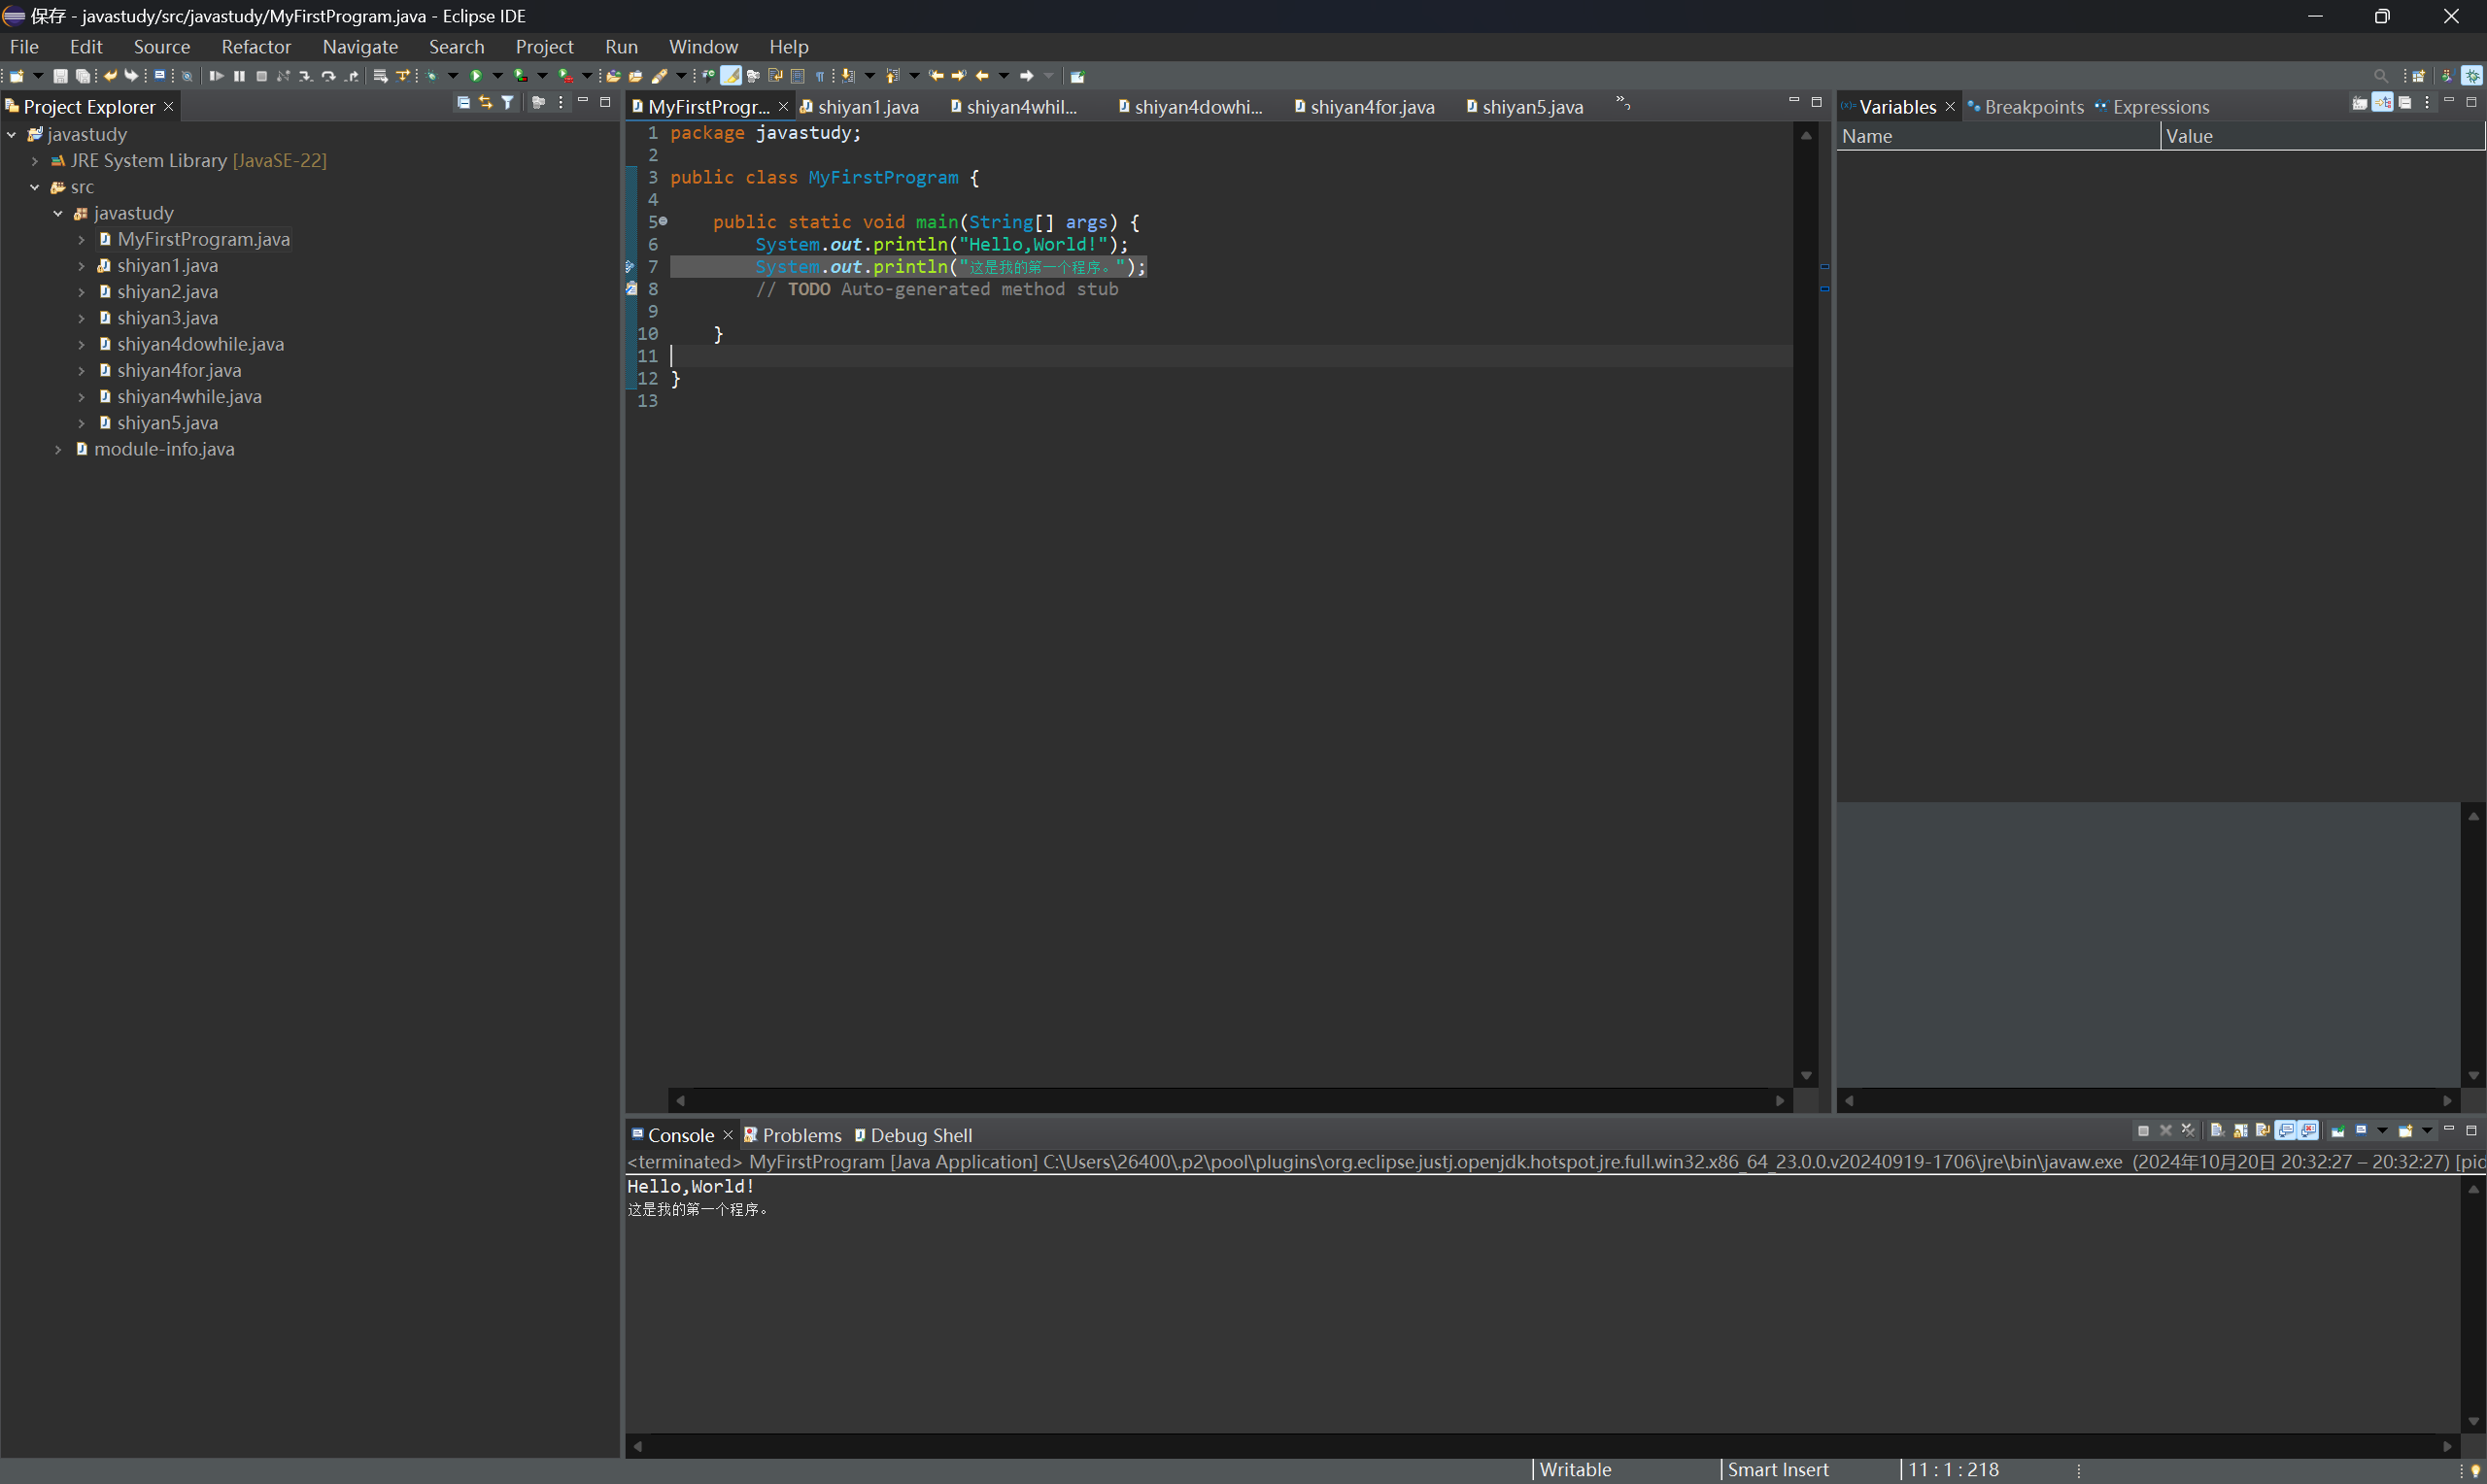 保存 - javastudy/src/javastudy/MyFirstProgram.java - Eclipse IDE
File Edit Source Refactor Navigate Search Project Run Window Help
Project Explorer
javastudy
JRE System Library [JavaSE-22]
src
javastudy
MyFirstProgram.java
shiyan1.java
shiyan2.java
shiyan3.java
shiyan4dowhile.java
shiyan4for.java
shiyan4while.java
shiyan5.java
module-info.java
MyFirstProgr... shiyan1.java shiyan4whil... shiyan4dowhi... shiyan4for.java shiyan5.java
1 package javastudy;
2
3 public class MyFirstProgram {
4
5 public static void main(String[] args) {
6 System.out.println("Hello,World!");
7 System.out.println("这是我的第一个程序。");
8 // TODO Auto-generated method stub
9
10 }
11
12 }
13
Variables Breakpoints Expressions
Name Value
Console Problems Debug Shell
<terminated> MyFirstProgram [Java Application] C:\Users\26400\.p2\pool\plugins\org.eclipse.justj.openjdk.hotspot.jre.full.win32.x86_64_23.0.0.v20240919-1706\jre\bin\javaw.exe (2024年10月20日 20:32:27 – 20:32:27) [pid
Hello,World!
这是我的第一个程序。
Writable Smart Insert 11 : 1 : 218